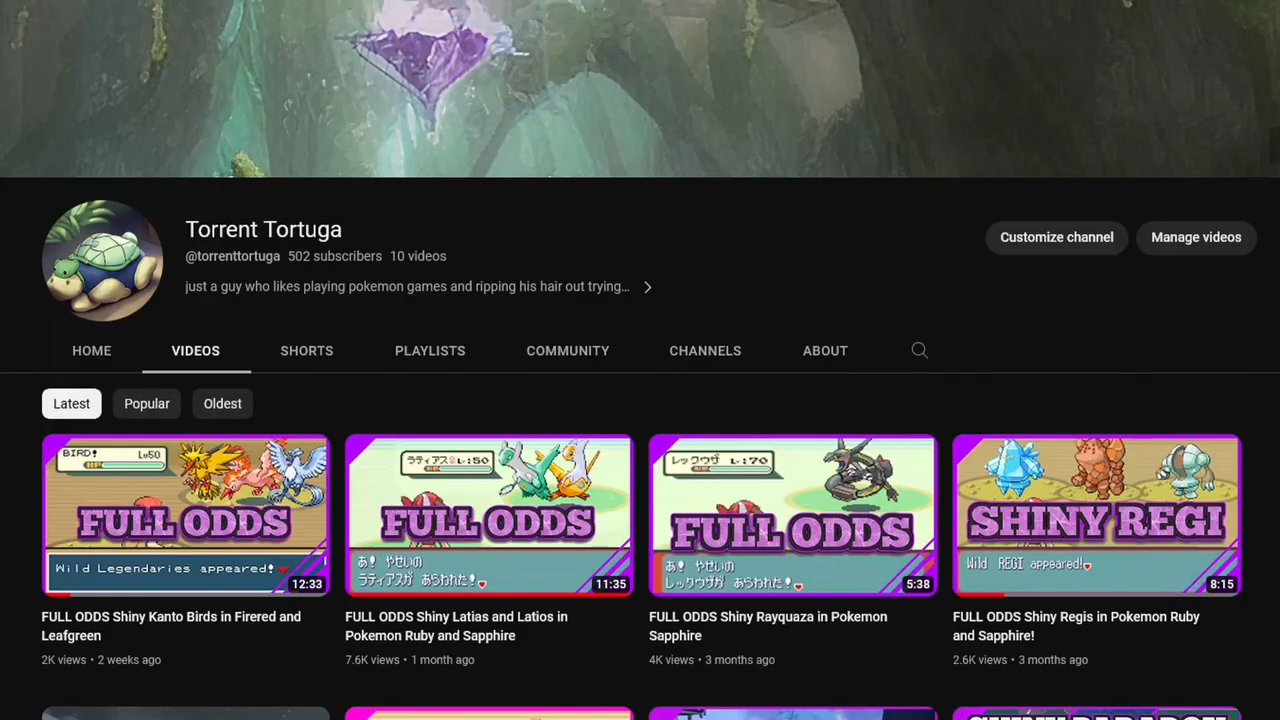 Torrent Tortuga
@torrenttortuga 502 subscribers 10 videos
just a guy who likes playing pokemon games and ripping his hair out trying...
Customize channel
Manage videos
HOME
VIDEOS
SHORTS
PLAYLISTS
COMMUNITY
CHANNELS
ABOUT
Latest
Popular
Oldest
BIRD! Lv50
FULL ODDS
Wild Legendaries appeared!
12:33
FULL ODDS Shiny Kanto Birds in Firered and
Leafgreen
2K views • 2 weeks ago
ラティアス♀ L:50
FULL ODDS
あ! やせいの
ラティアスが あらわれた!
11:35
FULL ODDS Shiny Latias and Latios in
Pokemon Ruby and Sapphire
7.6K views • 1 month ago
レックウザ L:70
FULL ODDS
あ! やせいの
レックウザが あらわれた!
5:38
FULL ODDS Shiny Rayquaza in Pokemon
Sapphire
4K views • 3 months ago
SHINY REGI
Wild REGI appeared!
8:15
FULL ODDS Shiny Regis in Pokemon Ruby
and Sapphire!
2.6K views • 3 months ago